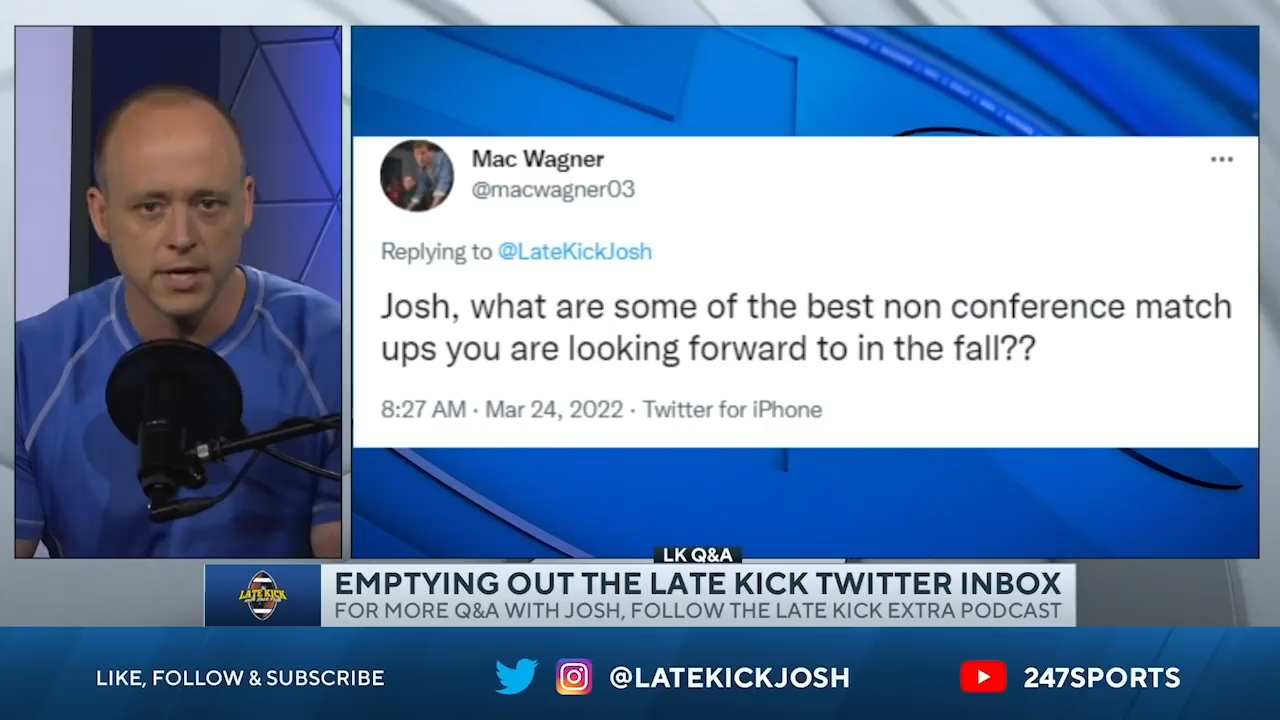 Mac Wagner
@macwagner03
Replying to @LateKickJosh
Josh, what are some of the best non conference match
ups you are looking forward to in the fall??
8:27 AM · Mar 24, 2022 · Twitter for iPhone
LK Q&A
LATE KICK
EMPTYING OUT THE LATE KICK TWITTER INBOX
FOR MORE Q&A WITH JOSH, FOLLOW THE LATE KICK EXTRA PODCAST
LIKE, FOLLOW & SUBSCRIBE
@LATEKICKJOSH
247SPORTS